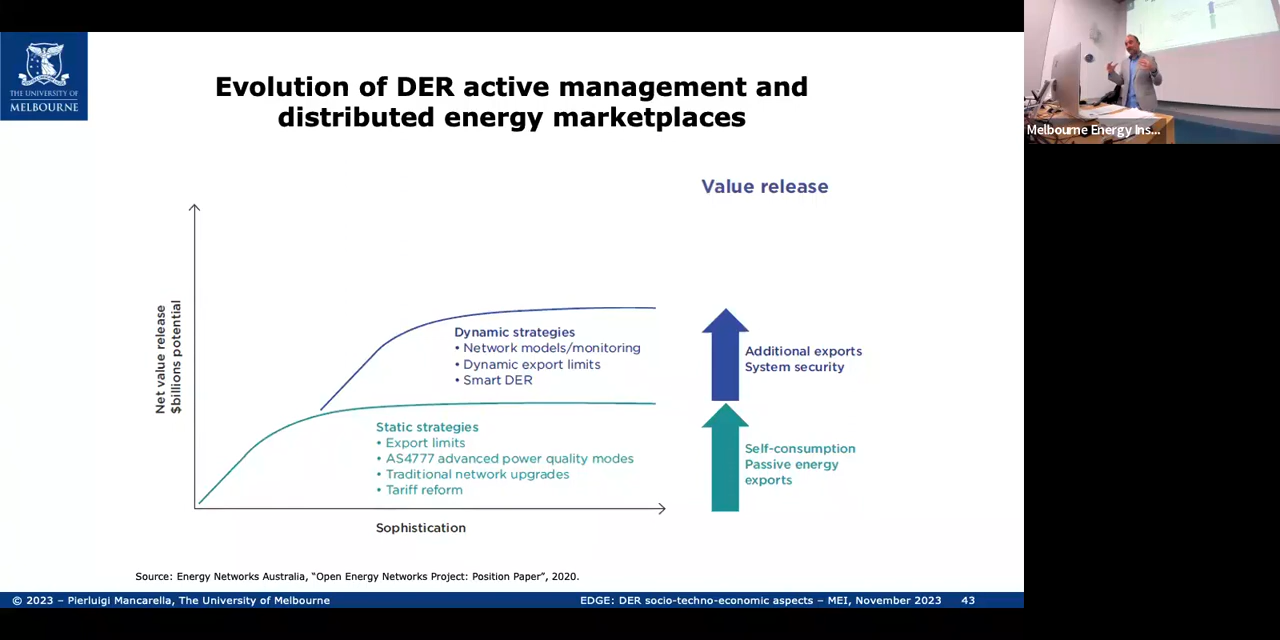 THE UNIVERSITY OF
MELBOURNE
Evolution of DER active management and
distributed energy marketplaces
Melbourne Energy Ins...
Value release
Net value release
$billions potential
Dynamic strategies
• Network models/monitoring
• Dynamic export limits
• Smart DER
Additional exports
System security
Static strategies
• Export limits
• AS4777 advanced power quality modes
• Traditional network upgrades
• Tariff reform
Self-consumption
Passive energy
exports
Sophistication
Source: Energy Networks Australia, “Open Energy Networks Project: Position Paper”, 2020.
© 2023 – Pierluigi Mancarella, The University of Melbourne
EDGE: DER socio-techno-economic aspects – MEI, November 2023 43